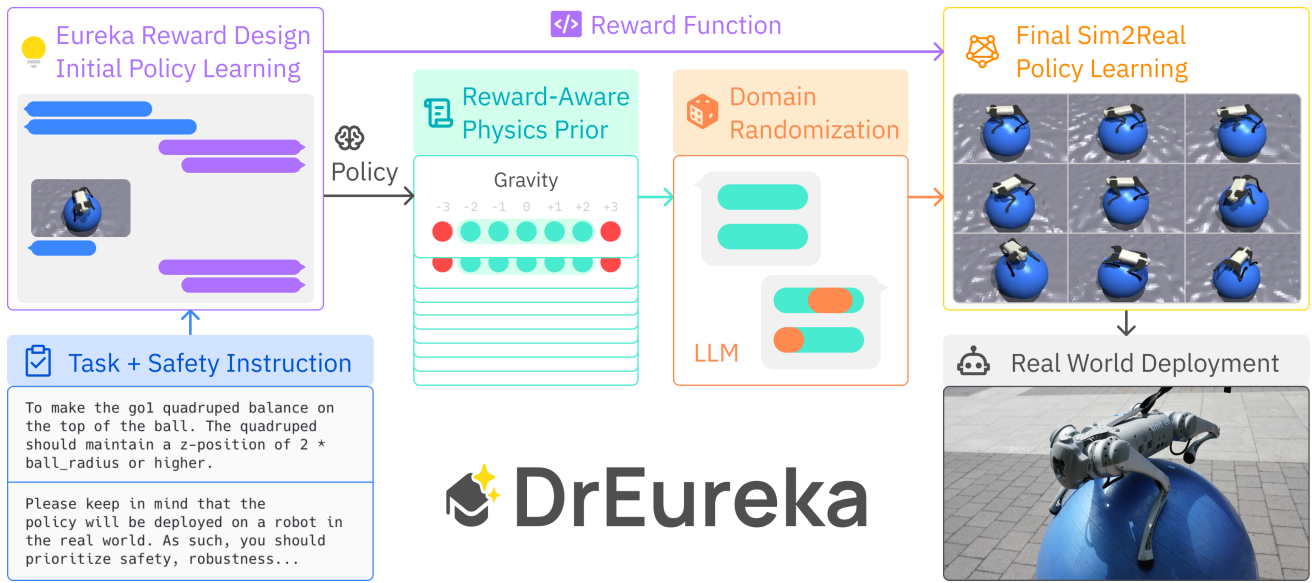 Eureka Reward Design
Initial Policy Learning
</> Reward Function
Final Sim2Real
Policy Learning
Policy
Reward-Aware
Physics Prior
Gravity
-3 -2 -1 0 +1 +2 +3
Domain
Randomization
LLM
Task + Safety Instruction
To make the go1 quadruped balance on
the top of the ball. The quadruped
should maintain a z-position of 2 *
ball_radius or higher.
Please keep in mind that the
policy will be deployed on a robot in
the real world. As such, you should
prioritize safety, robustness...
Real World Deployment
DrEureka